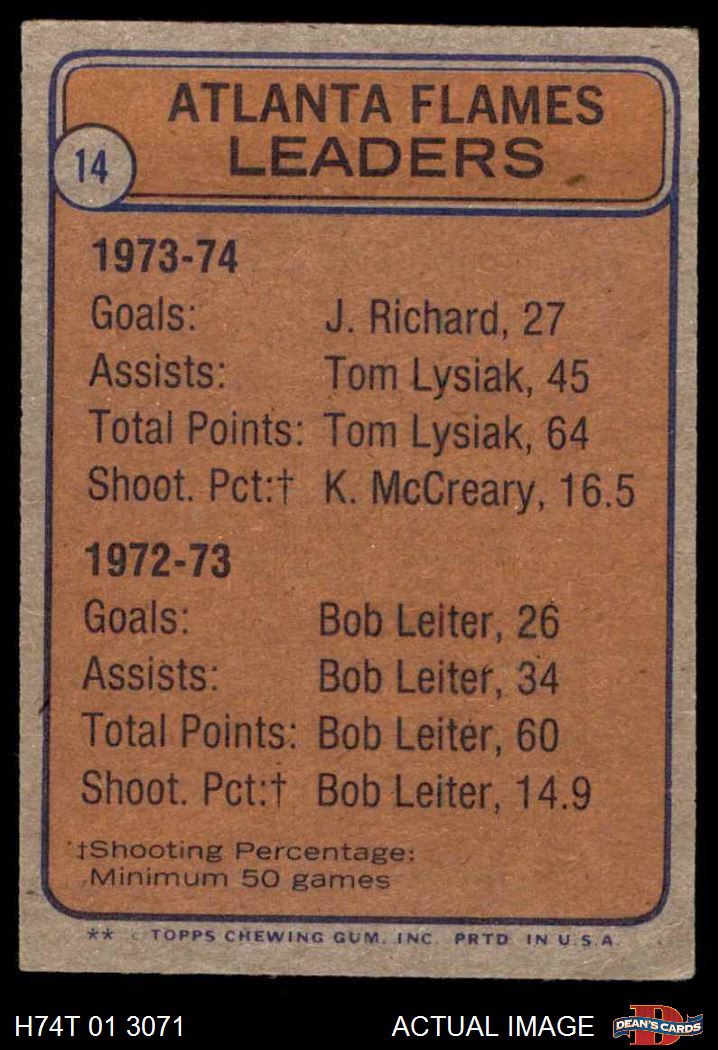 ATLANTA FLAMES
LEADERS
14
1973-74
Goals: J. Richard, 27
Assists: Tom Lysiak, 45
Total Points: Tom Lysiak, 64
Shoot. Pct:† K. McCreary, 16.5
1972-73
Goals: Bob Leiter, 26
Assists: Bob Leiter, 34
Total Points: Bob Leiter, 60
Shoot. Pct:† Bob Leiter, 14.9
†Shooting Percentage:
Minimum 50 games
** © TOPPS CHEWING GUM, INC. PRTD. IN U.S.A.
H74T 01 3071 ACTUAL IMAGE DEAN'S CARDS